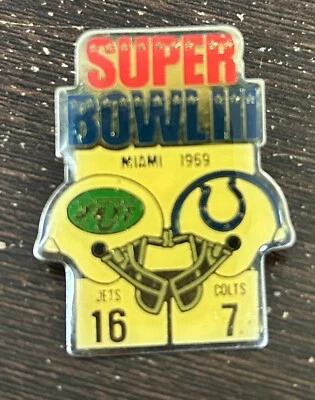 SUPER
BOWL III
MIAMI 1969
JETS COLTS
16 7